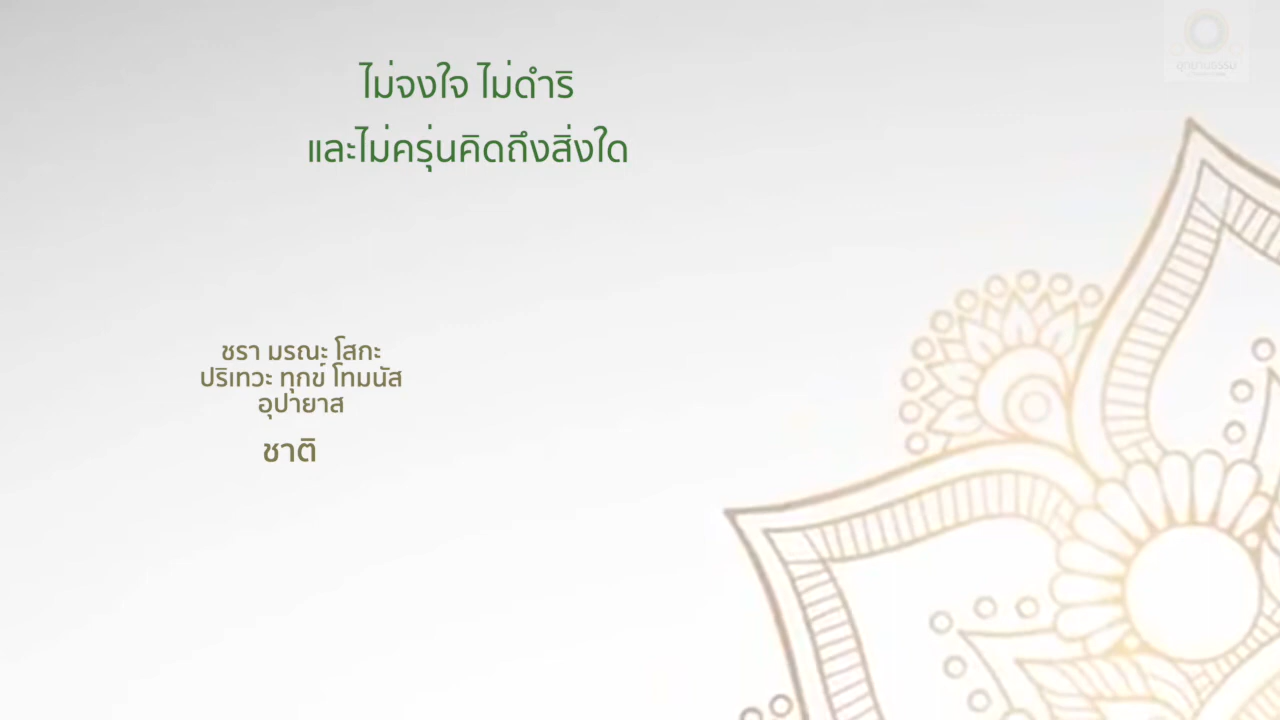 ไม่จงใจ ไม่ดำริ
และไม่ครุ่นคิดถึงสิ่งใด
ชรา มรณะ โสกะ
ปริเทวะ ทุกข์ โทมนัส
อุปายาส
ชาติ